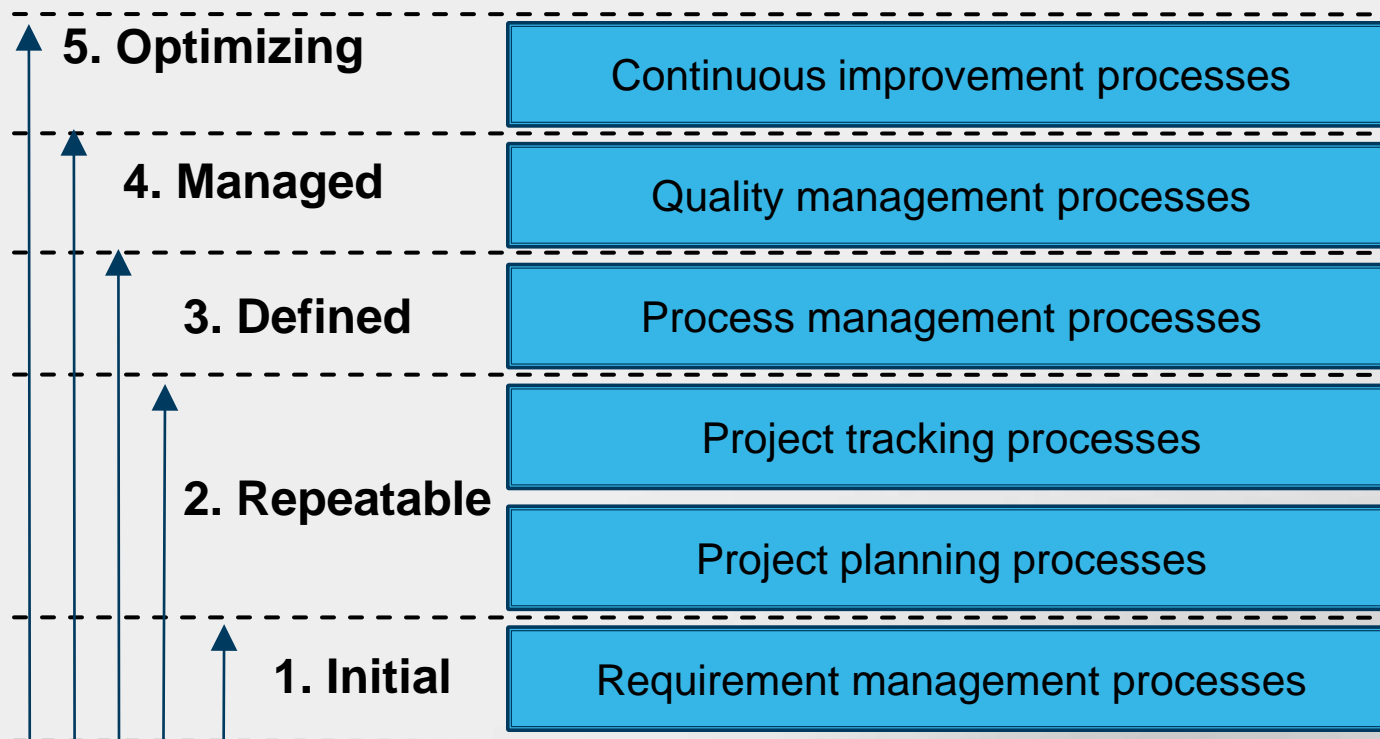 5. Optimizing
Continuous improvement processes
4. Managed
Quality management processes
3. Defined
Process management processes
Project tracking processes
2. Repeatable
Project planning processes
1. Initial
Requirement management processes